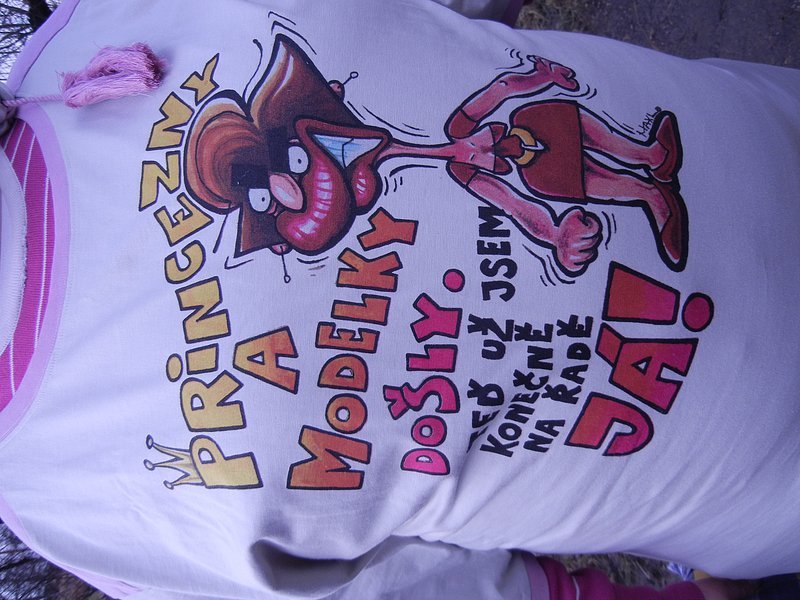 PRINCEZNY
A
MODELKY
DOŠLY.
TEĎ UŽ JSEM
KONEČNĚ
NA ŘADĚ
JÁ!